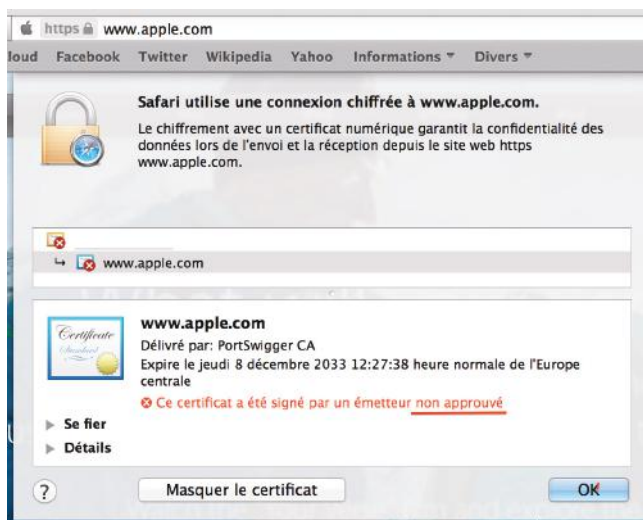 https www.apple.com
loud Facebook Twitter Wikipedia Yahoo Informations Divers
Safari utilise une connexion chiffrée à www.apple.com.
Le chiffrement avec un certificat numérique garantit la confidentialité des
données lors de l'envoi et la réception depuis le site web https
www.apple.com.
www.apple.com
Certificate
Standard
www.apple.com
Délivré par: PortSwigger CA
Expire le jeudi 8 décembre 2033 12:27:38 heure normale de l'Europe
centrale
Ce certificat a été signé par un émetteur non approuvé
Se fier
Détails
? Masquer le certificat OK